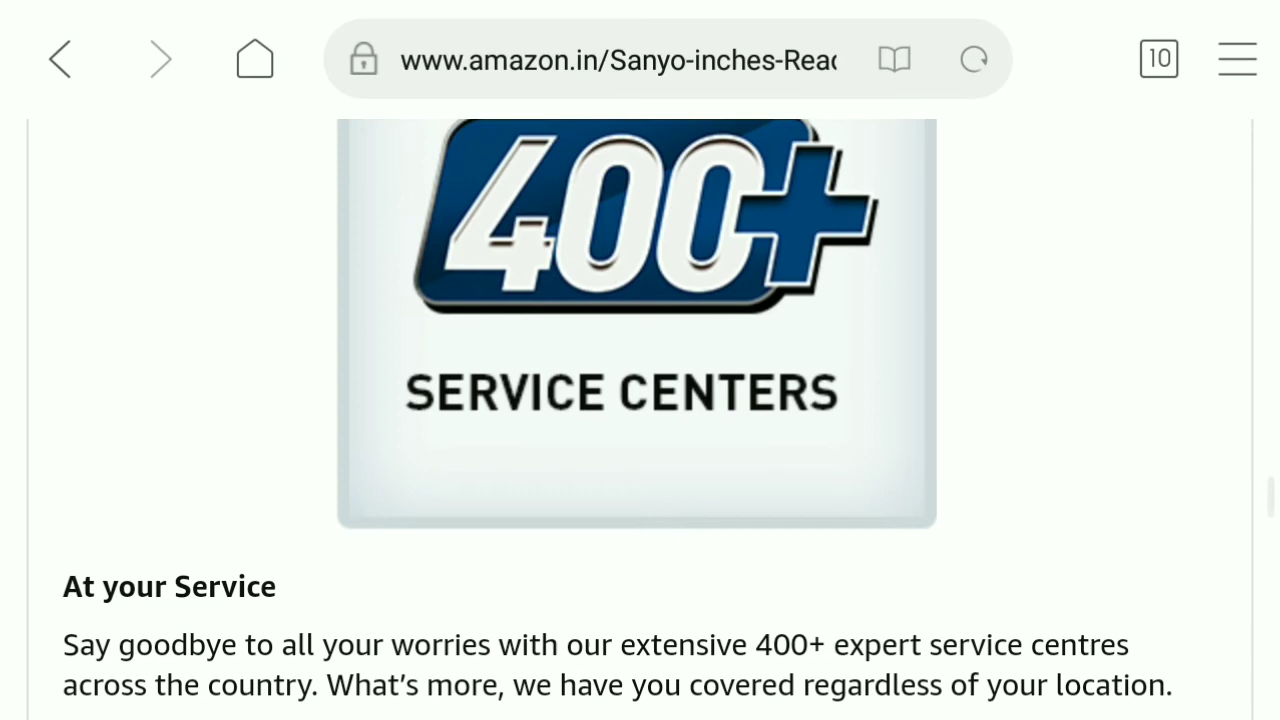 www.amazon.in/Sanyo-inches-Reac
10
400+
SERVICE CENTERS
At your Service
Say goodbye to all your worries with our extensive 400+ expert service centres
across the country. What’s more, we have you covered regardless of your location.